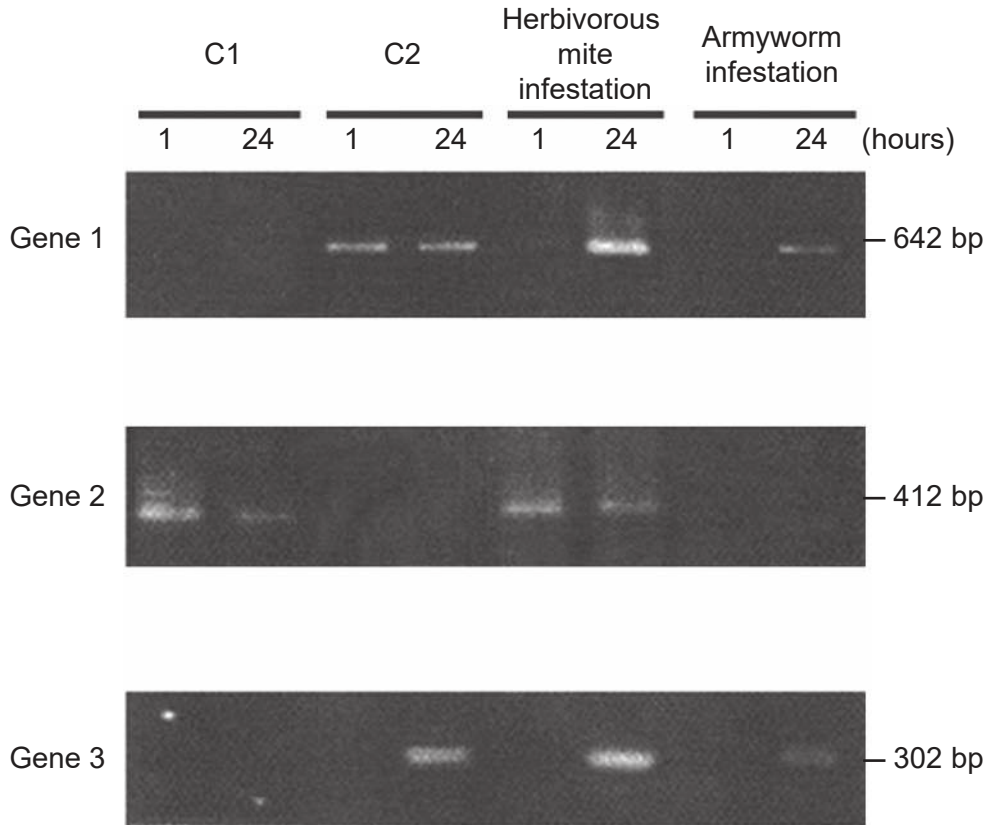 C1
C2
Herbivorous
mite
infestation
Armyworm
infestation
1 24 1 24 1 24 1 24 (hours)
Gene 1
642 bp
Gene 2
412 bp
Gene 3
302 bp